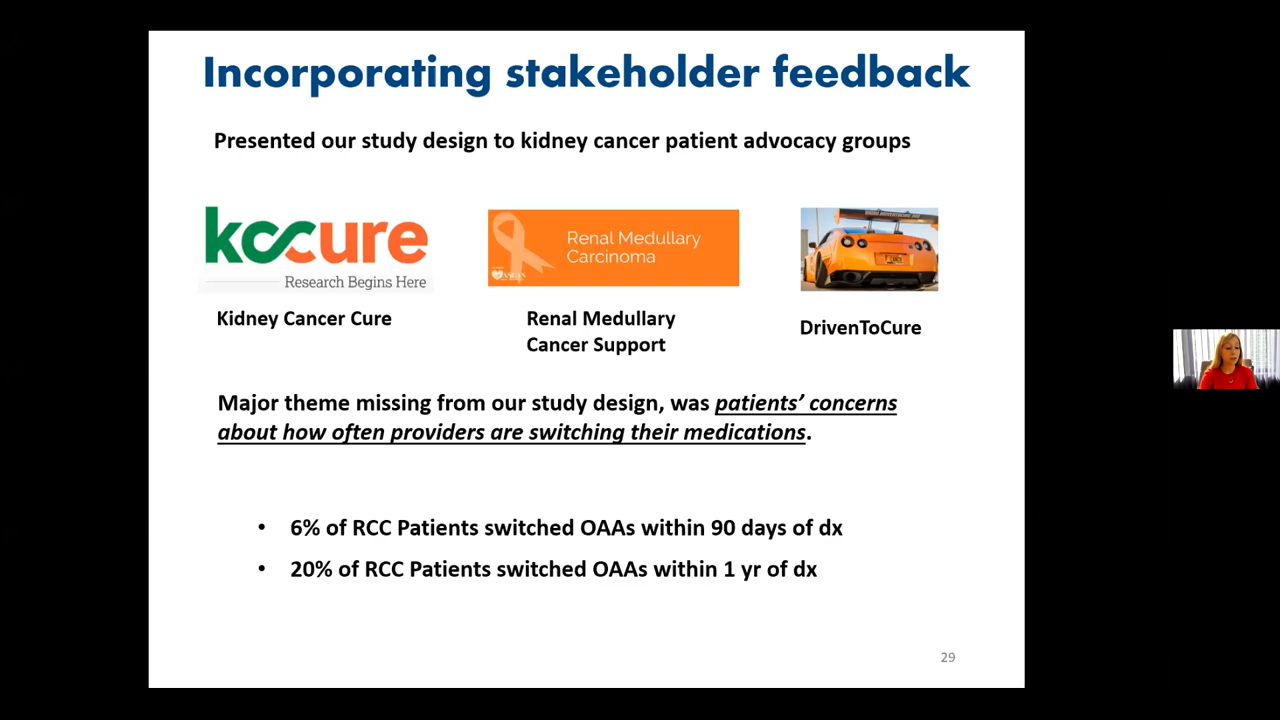 Incorporating stakeholder feedback
Presented our study design to kidney cancer patient advocacy groups
kccure
Research Begins Here
Renal Medullary
Carcinoma
Kidney Cancer Cure
Renal Medullary
Cancer Support
DrivenToCure
Major theme missing from our study design, was patients’ concerns
about how often providers are switching their medications.
• 6% of RCC Patients switched OAAs within 90 days of dx
• 20% of RCC Patients switched OAAs within 1 yr of dx
29